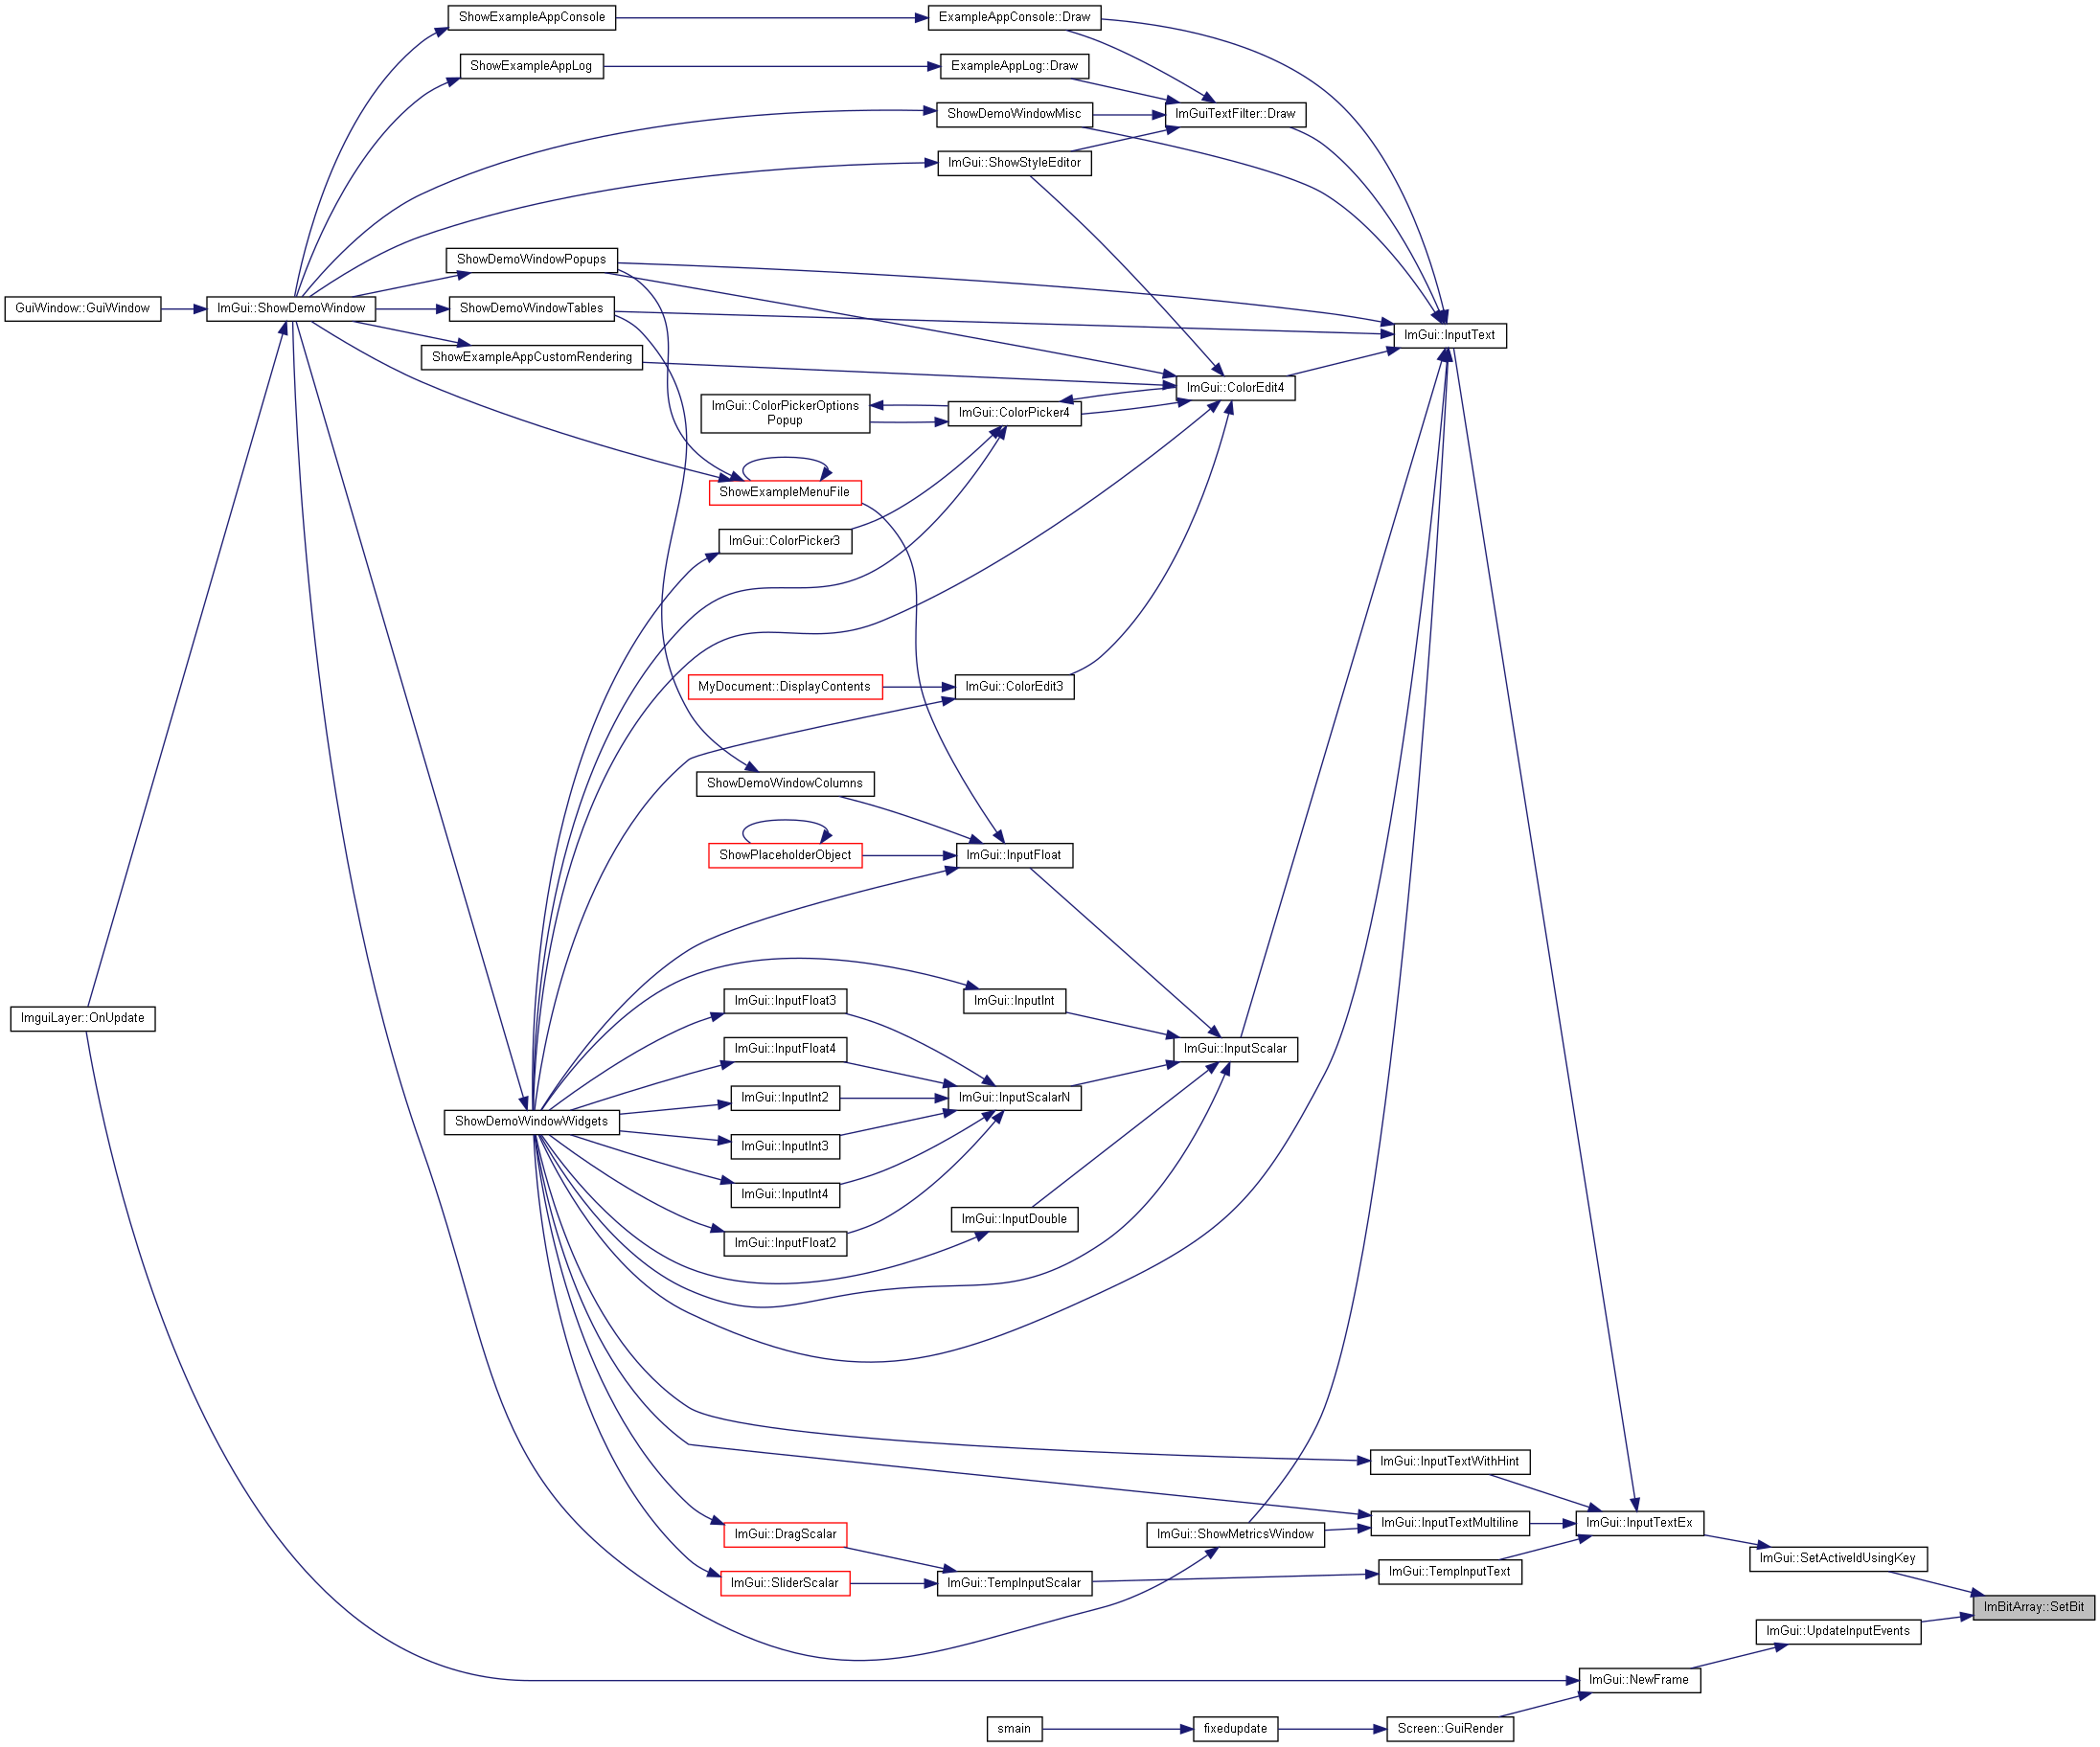 ShowExampleAppConsole
ExampleAppConsole::Draw
ShowExampleAppLog
ExampleAppLog::Draw
ShowDemoWindowMisc
ImGuiTextFilter::Draw
ImGui::ShowStyleEditor
ShowDemoWindowPopups
GuiWindow::GuiWindow
ImGui::ShowDemoWindow
ShowDemoWindowTables
ImGui::InputText
ShowExampleAppCustomRendering
ImGui::ColorEdit4
ImGui::ColorPickerOptions
Popup
ImGui::ColorPicker4
ShowExampleMenuFile
ImGui::ColorPicker3
MyDocument::DisplayContents
ImGui::ColorEdit3
ShowDemoWindowColumns
ShowPlaceholderObject
ImGui::InputFloat
ImGui::InputFloat3
ImGui::InputInt
ImguiLayer::OnUpdate
ImGui::InputFloat4
ImGui::InputScalar
ImGui::InputInt2
ImGui::InputScalarN
ShowDemoWindowWidgets
ImGui::InputInt3
ImGui::InputInt4
ImGui::InputDouble
ImGui::InputFloat2
ImGui::InputTextWithHint
ImGui::DragScalar
ImGui::ShowMetricsWindow
ImGui::InputTextMultiline
ImGui::InputTextEx
ImGui::SetActiveIdUsingKey
ImGui::SliderScalar
ImGui::TempInputScalar
ImGui::TempInputText
ImBitArray::SetBit
ImGui::UpdateInputEvents
ImGui::NewFrame
smain
fixedupdate
Screen::GuiRender